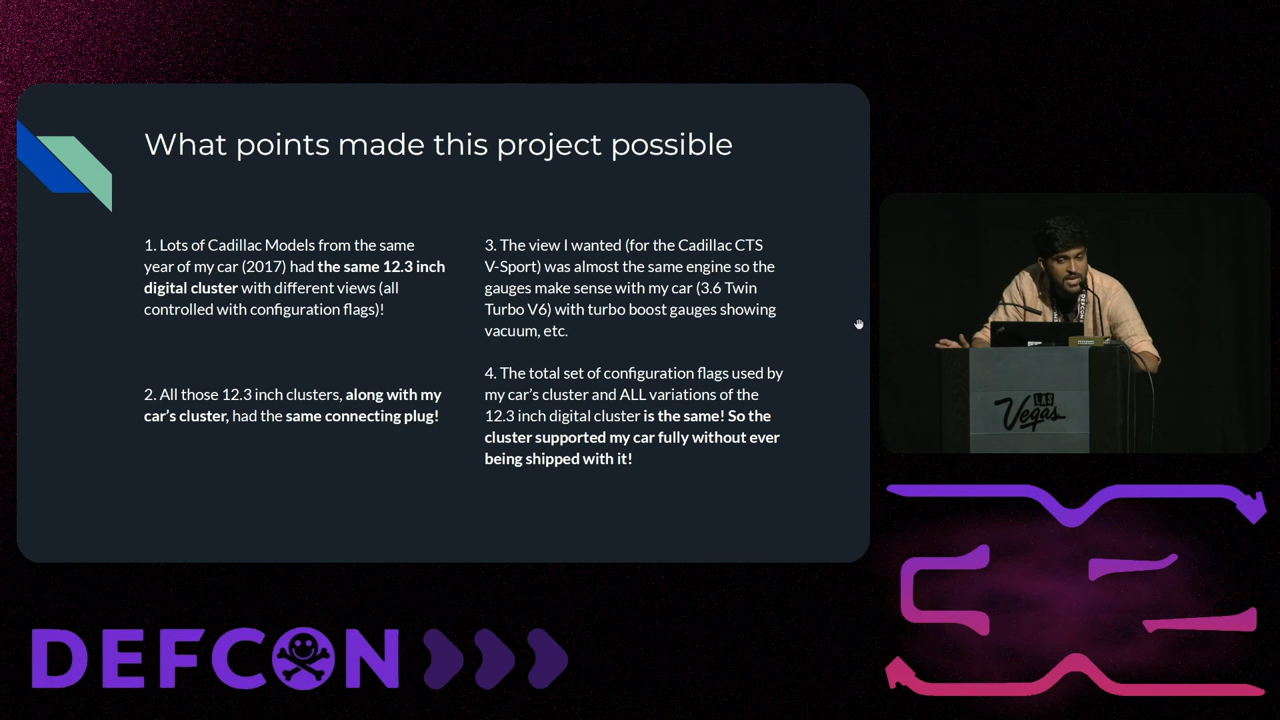 What points made this project possible
1. Lots of Cadillac Models from the same
year of my car (2017) had the same 12.3 inch
digital cluster with different views (all
controlled with configuration flags)!
2. All those 12.3 inch clusters, along with my
car's cluster, had the same connecting plug!
3. The view I wanted (for the Cadillac CTS
V-Sport) was almost the same engine so the
gauges make sense with my car (3.6 Twin
Turbo V6) with turbo boost gauges showing
vacuum, etc.
4. The total set of configuration flags used by
my car's cluster and ALL variations of the
12.3 inch digital cluster is the same! So the
cluster supported my car fully without ever
being shipped with it!
DEFCON
LAS
Vegas
DEFCON